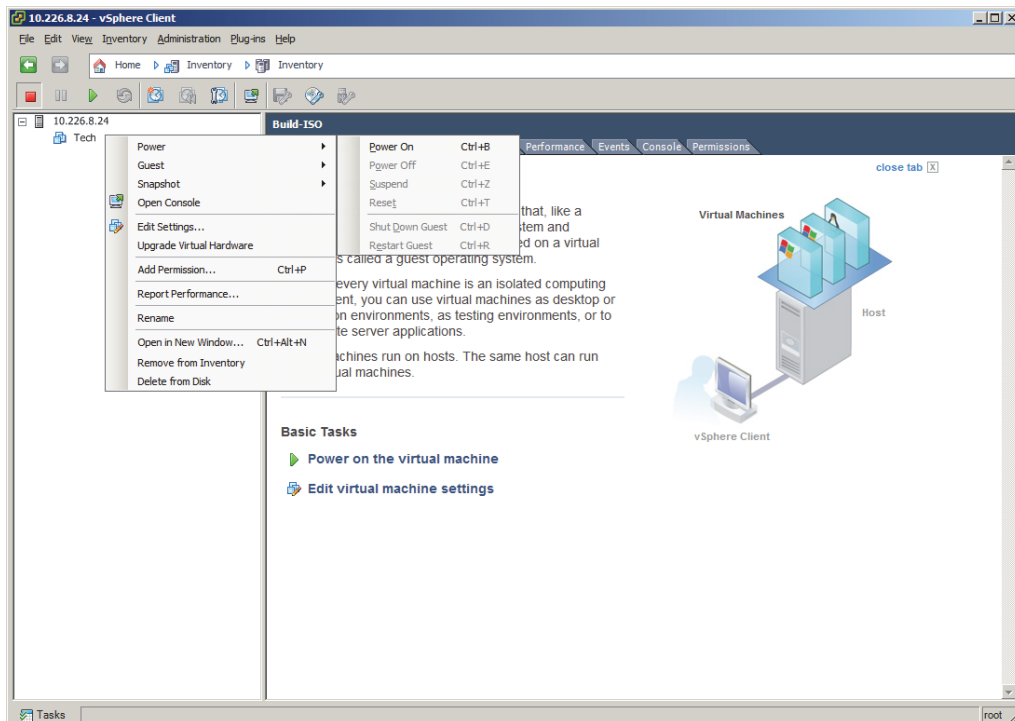 10.226.8.24 - vSphere Client
File Edit View Inventory Administration Plug-ins Help
Home Inventory Inventory
10.226.8.24
Tech
Build-ISO
Performance Events Console Permissions
close tab X
Power
Guest
Snapshot
Open Console
Edit Settings...
Upgrade Virtual Hardware
Add Permission... Ctrl+P
Report Performance...
Rename
Open in New Window... Ctrl+Alt+N
Remove from Inventory
Delete from Disk
Power On Ctrl+B
Power Off Ctrl+E
Suspend Ctrl+Z
Reset Ctrl+T
Shut Down Guest Ctrl+D
Restart Guest Ctrl+R
that, like a
stem and
ed on a virtual
s called a guest operating system.
every virtual machine is an isolated computing
ent, you can use virtual machines as desktop or
on environments, as testing environments, or to
te server applications.
achines run on hosts. The same host can run
ual machines.
Virtual Machines
Host
vSphere Client
Basic Tasks
Power on the virtual machine
Edit virtual machine settings
Tasks
root